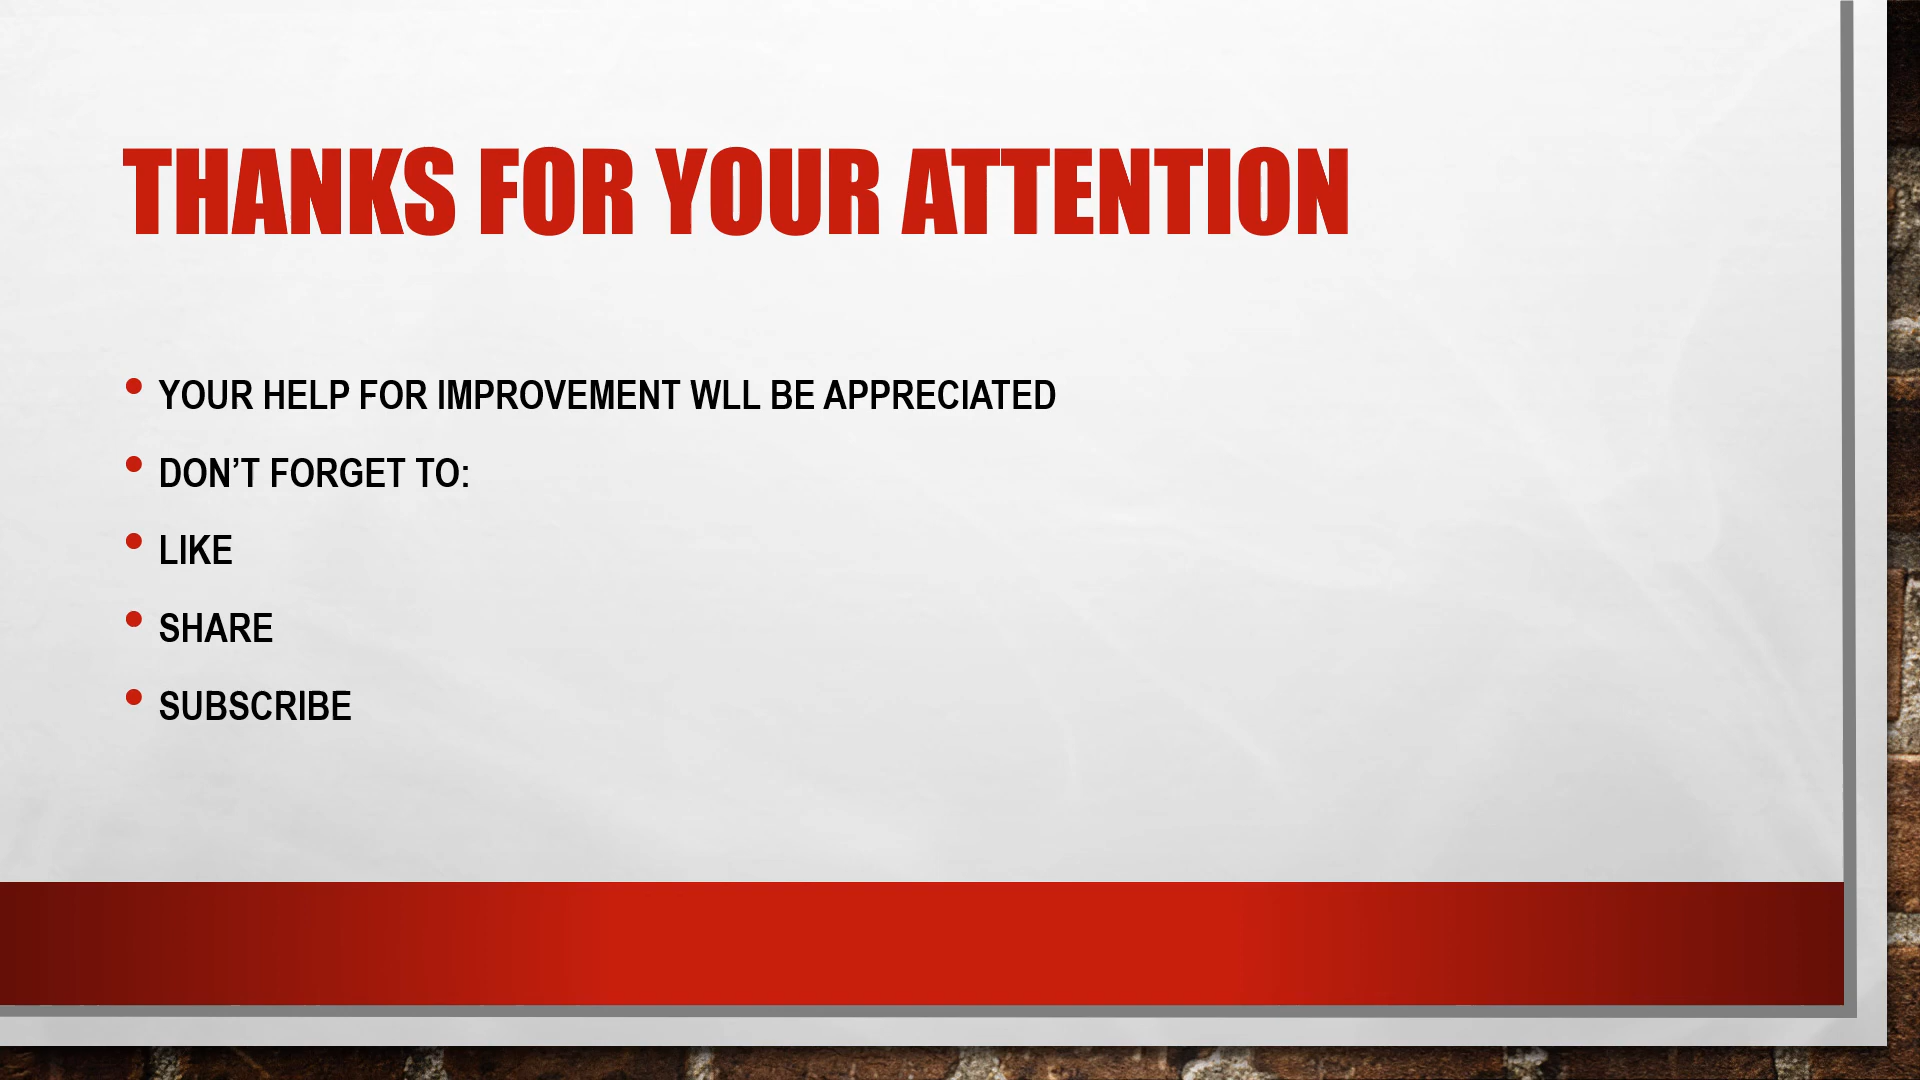 THANKS FOR YOUR ATTENTION
• YOUR HELP FOR IMPROVEMENT WLL BE APPRECIATED
• DON’T FORGET TO:
• LIKE
• SHARE
• SUBSCRIBE